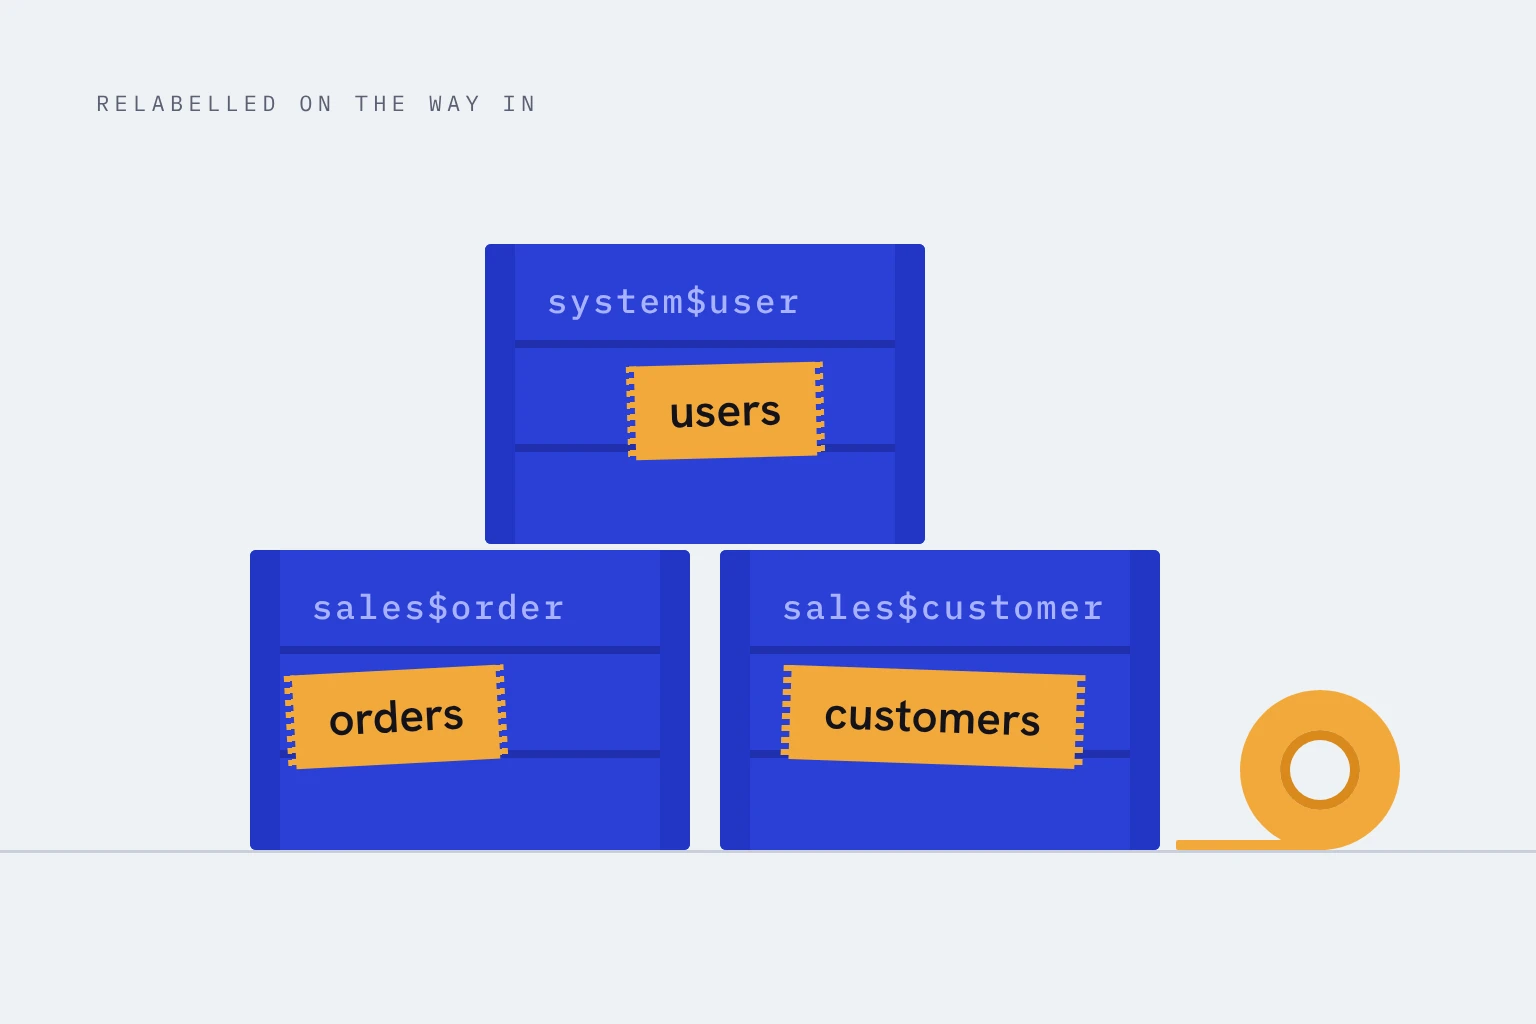 RELABELLED ON THE WAY IN
system$user
users
sales$order
orders
sales$customer
customers